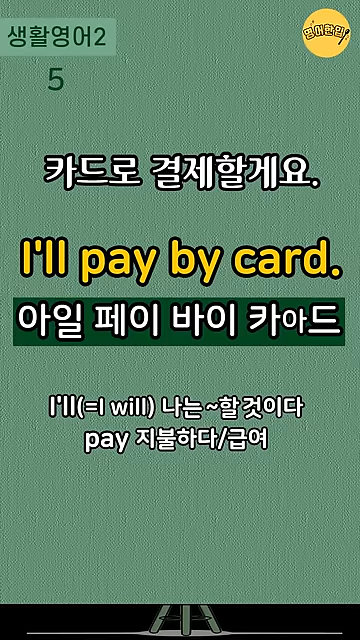 생활영어2
영어한입
5
카드로 결제할게요.
I'll pay by card.
아일 페이 바이 카아드
I'll(=I will) 나는~할것이다
pay 지불하다/급여